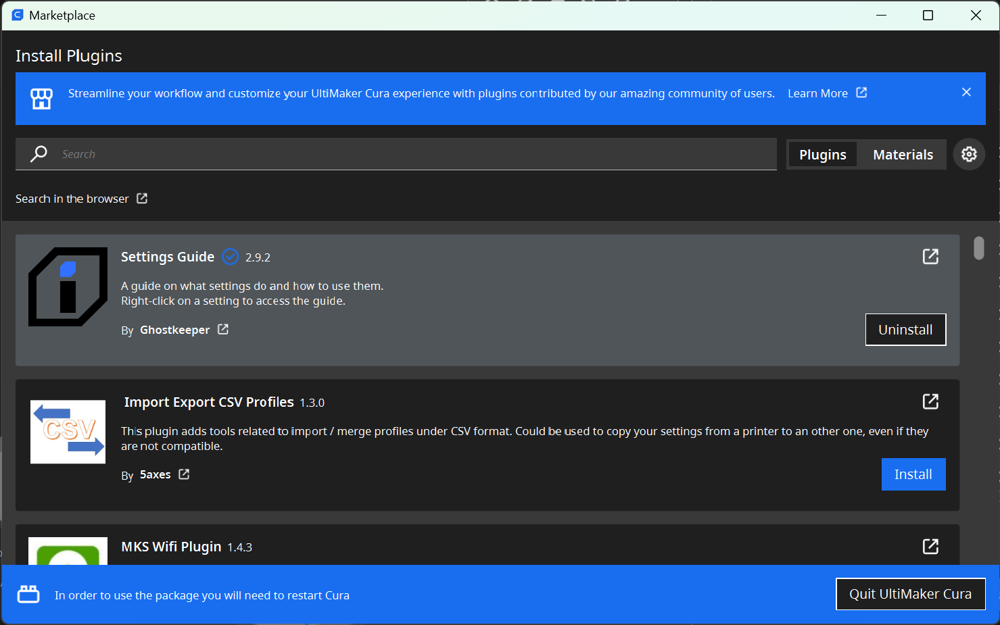 Marketplace
Install Plugins
Streamline your workflow and customize your UltiMaker Cura experience with plugins contributed by our amazing community of users. Learn More
Search
Plugins
Materials
Search in the browser
Settings Guide 2.9.2
A guide on what settings do and how to use them.
Right-click on a setting to access the guide.
By Ghostkeeper
Uninstall
CSV
Import Export CSV Profiles 1.3.0
This plugin adds tools related to import / merge profiles under CSV format. Could be used to copy your settings from a printer to an other one, even if they
are not compatible.
By 5axes
Install
MKS Wifi Plugin 1.4.3
In order to use the package you will need to restart Cura
Quit UltiMaker Cura